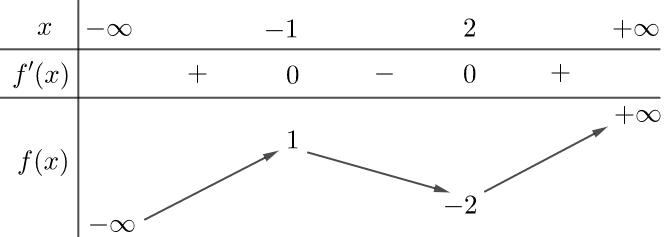 x −∞ −1 2 +∞
f′(x) + 0 − 0 +
+∞
1
f(x)
−2
−∞